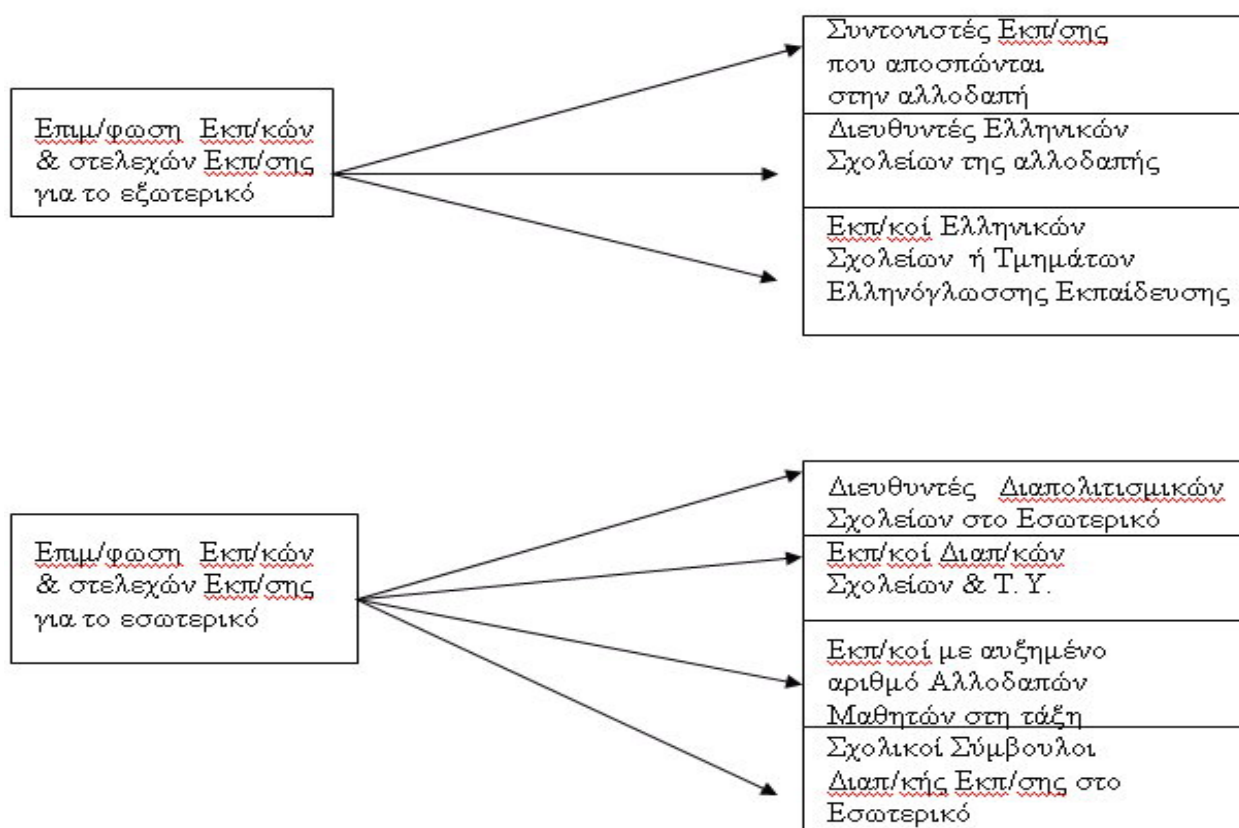 Επιμ/φωση Εκπ/κών
& στελεχών Εκπ/σης
για το εξωτερικό
Συντονιστές Εκπ/σης
που αποσπώνται
στην αλλοδαπή
Διευθυντές Ελληνικών
Σχολείων της αλλοδαπής
Εκπ/κοί Ελληνικών
Σχολείων ή Τμημάτων
Ελληνόγλωσσης Εκπαίδευσης
Επιμ/φωση Εκπ/κών
& στελεχών Εκπ/σης
για το εσωτερικό
Διευθυντές Διαπολιτισμικών
Σχολείων στο Εσωτερικό
Εκπ/κοί Διαπ/κών
Σχολείων & Τ. Υ.
Εκπ/κοί με αυξημένο
αριθμό Αλλοδαπών
Μαθητών στη τάξη
Σχολικοί Σύμβουλοι
Διαπ/κής Εκπ/σης στο
Εσωτερικό